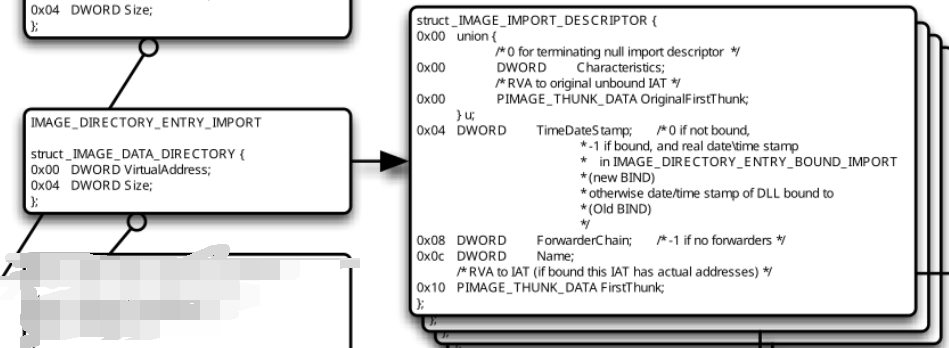 0x04 DWORD Size;
};
IMAGE_DIRECTORY_ENTRY_IMPORT
struct _IMAGE_DATA_DIRECTORY {
0x00 DWORD VirtualAddress;
0x04 DWORD Size;
};
struct _IMAGE_IMPORT_DESCRIPTOR {
0x00 union {
/* 0 for terminating null import descriptor */
0x00 DWORD Characteristics;
/* RVA to original unbound IAT */
0x00 PIMAGE_THUNK_DATA OriginalFirstThunk;
} u;
0x04 DWORD TimeDateStamp; /* 0 if not bound,
* -1 if bound, and real date\time stamp
* in IMAGE_DIRECTORY_ENTRY_BOUND_IMPORT
* (new BIND)
* otherwise date/time stamp of DLL bound to
* (Old BIND)
*/
0x08 DWORD ForwarderChain; /* -1 if no forwarders */
0x0c DWORD Name;
/* RVA to IAT (if bound this IAT has actual addresses) */
0x10 PIMAGE_THUNK_DATA FirstThunk;
};
};
};